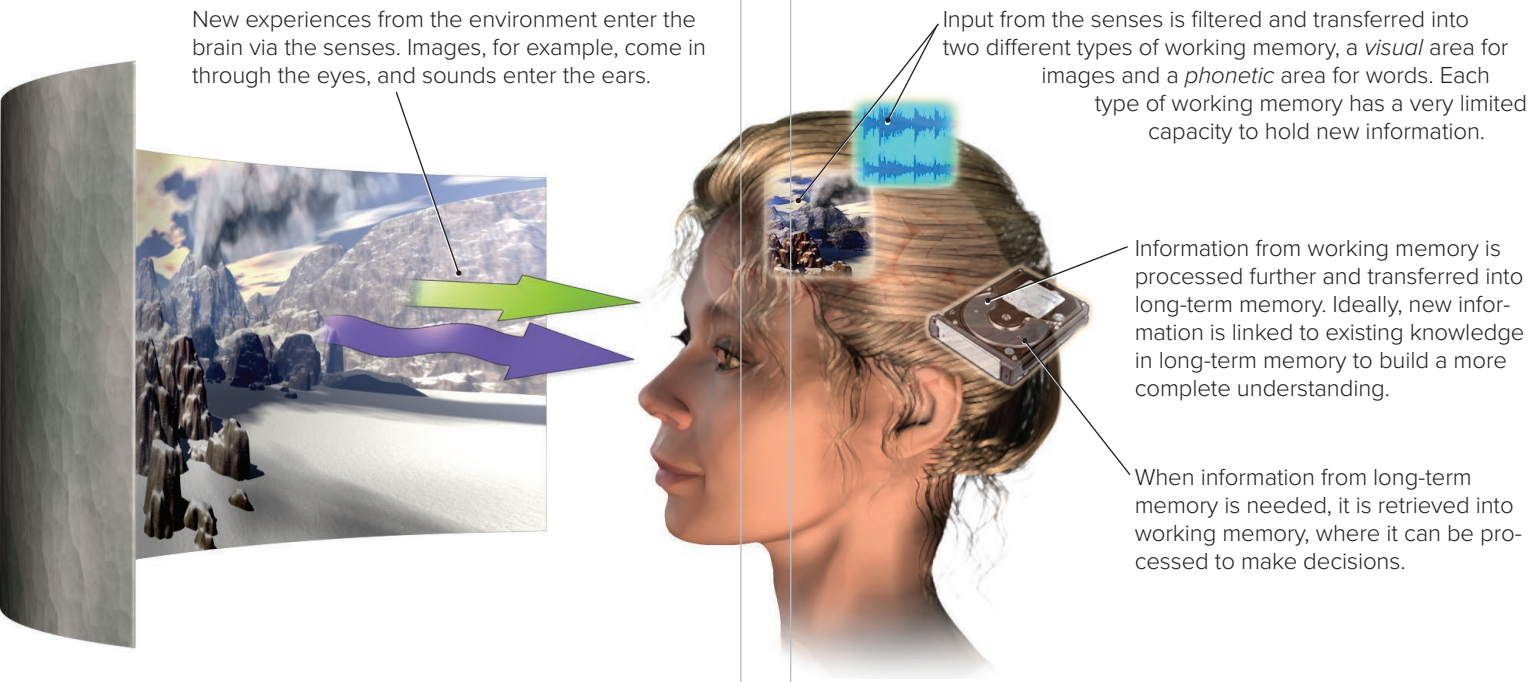 New experiences from the environment enter the
brain via the senses. Images, for example, come in
through the eyes, and sounds enter the ears.
Input from the senses is filtered and transferred into
two different types of working memory, a visual area for
images and a phonetic area for words. Each
type of working memory has a very limited
capacity to hold new information.
Information from working memory is
processed further and transferred into
long-term memory. Ideally, new infor-
mation is linked to existing knowledge
in long-term memory to build a more
complete understanding.
When information from long-term
memory is needed, it is retrieved into
working memory, where it can be pro-
cessed to make decisions.